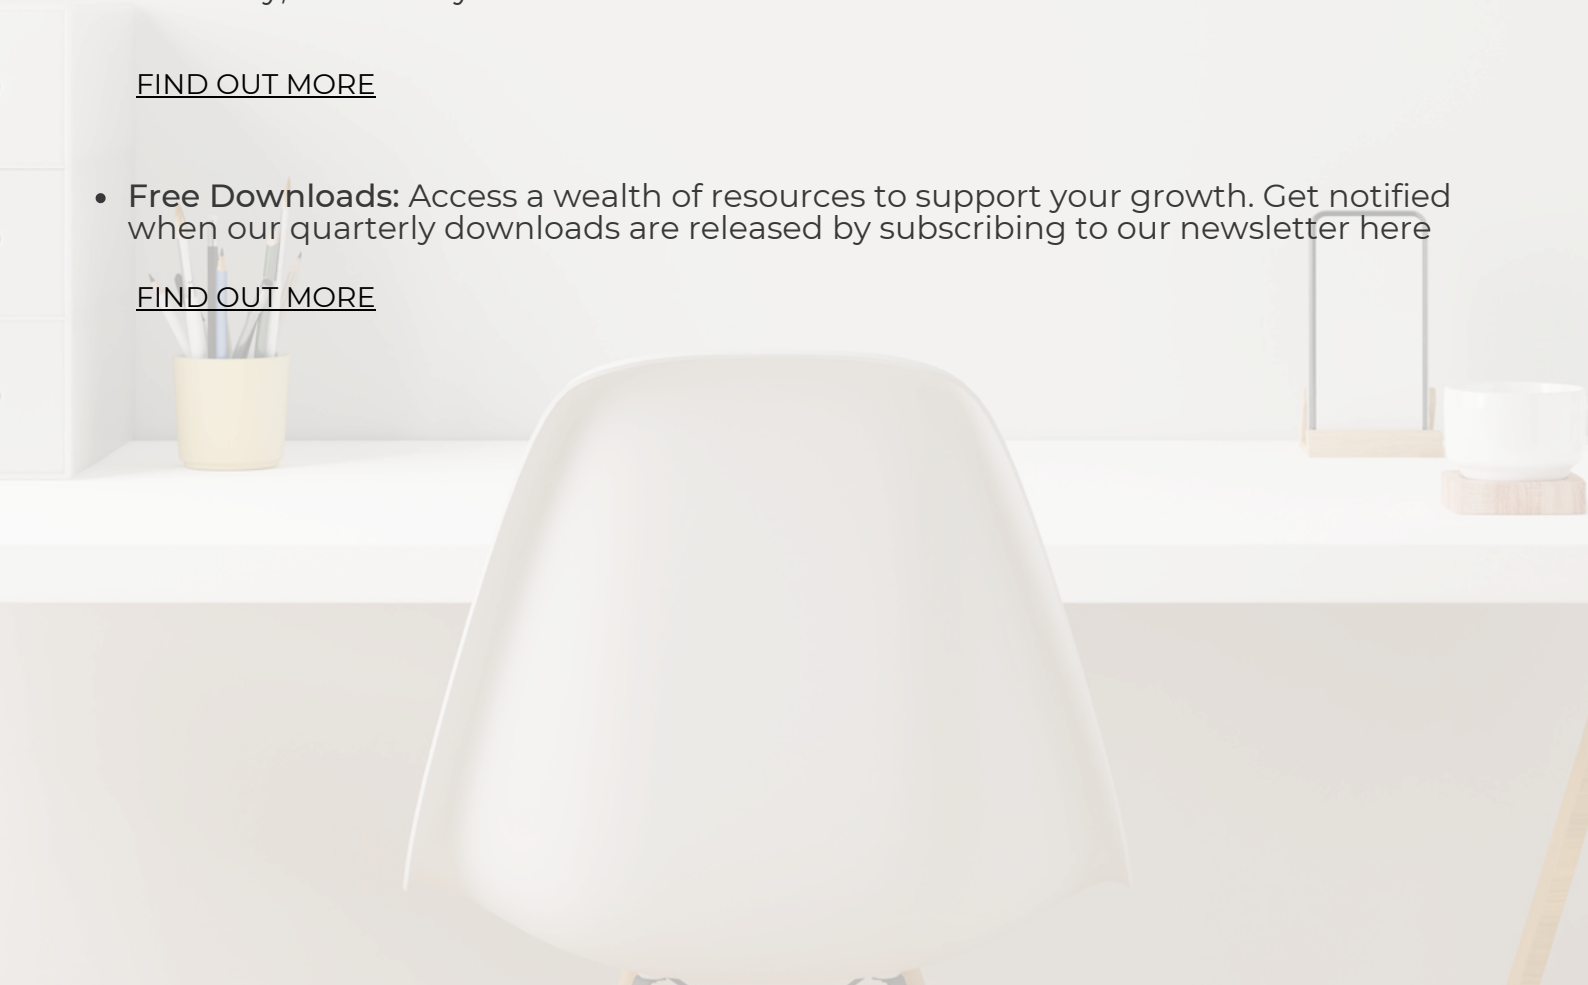 FIND OUT MORE
Free Downloads: Access a wealth of resources to support your growth. Get notified
when our quarterly downloads are released by subscribing to our newsletter here
FIND OUT MORE